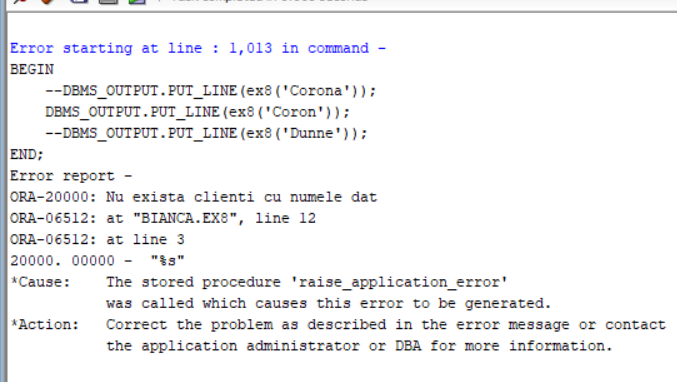 Error starting at line : 1,013 in command -
BEGIN
    --DBMS_OUTPUT.PUT_LINE(ex8('Corona'));
    DBMS_OUTPUT.PUT_LINE(ex8('Coron'));
    --DBMS_OUTPUT.PUT_LINE(ex8('Dunne'));
END;
Error report -
ORA-20000: Nu exista clienti cu numele dat
ORA-06512: at "BIANCA.EX8", line 12
ORA-06512: at line 3
20000. 00000 -  "%s"
*Cause:    The stored procedure 'raise_application_error'
           was called which causes this error to be generated.
*Action:   Correct the problem as described in the error message or contact
           the application administrator or DBA for more information.